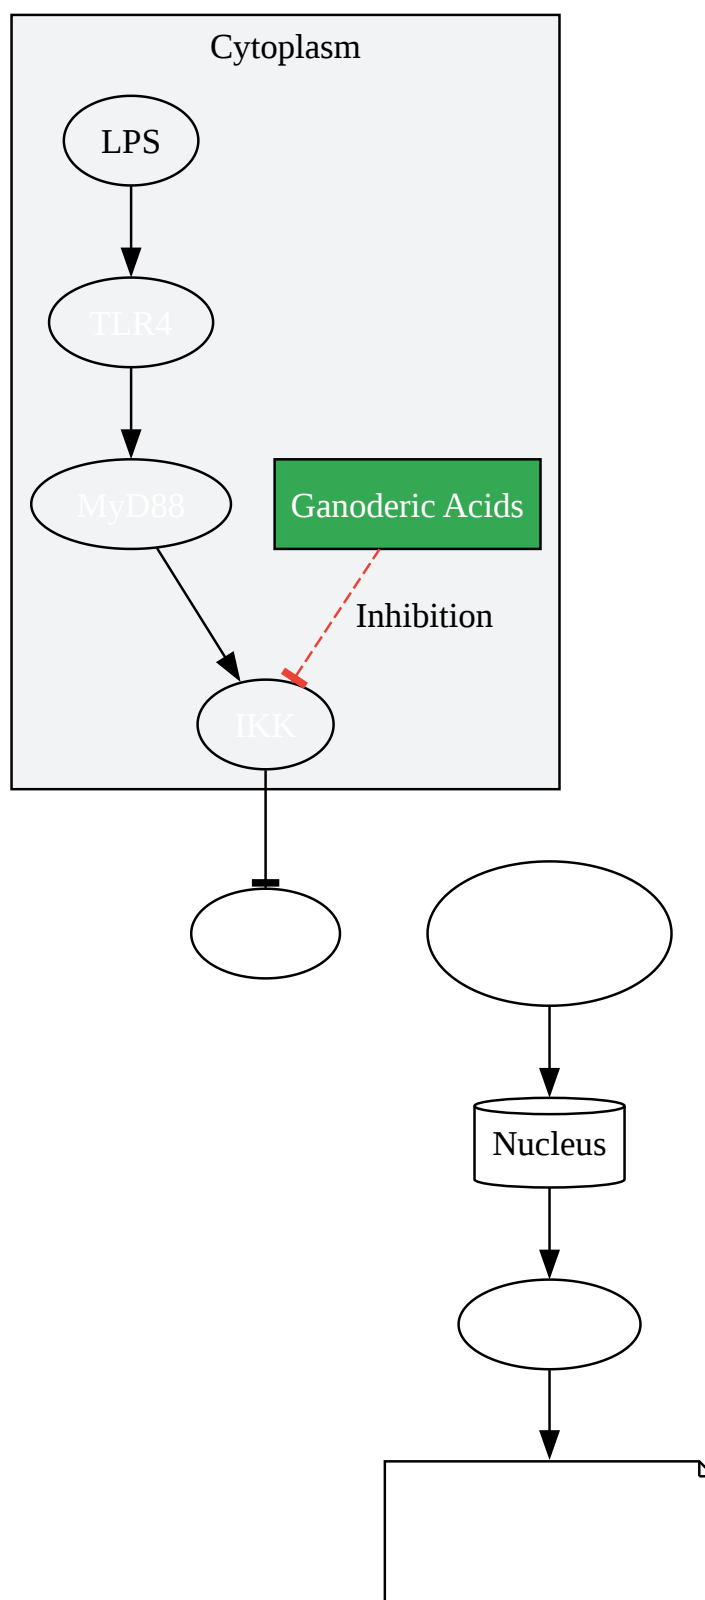 Cytoplasm
LPS
TLR4
MyD88
Ganoderic Acids
Inhibition
IKK
Nucleus